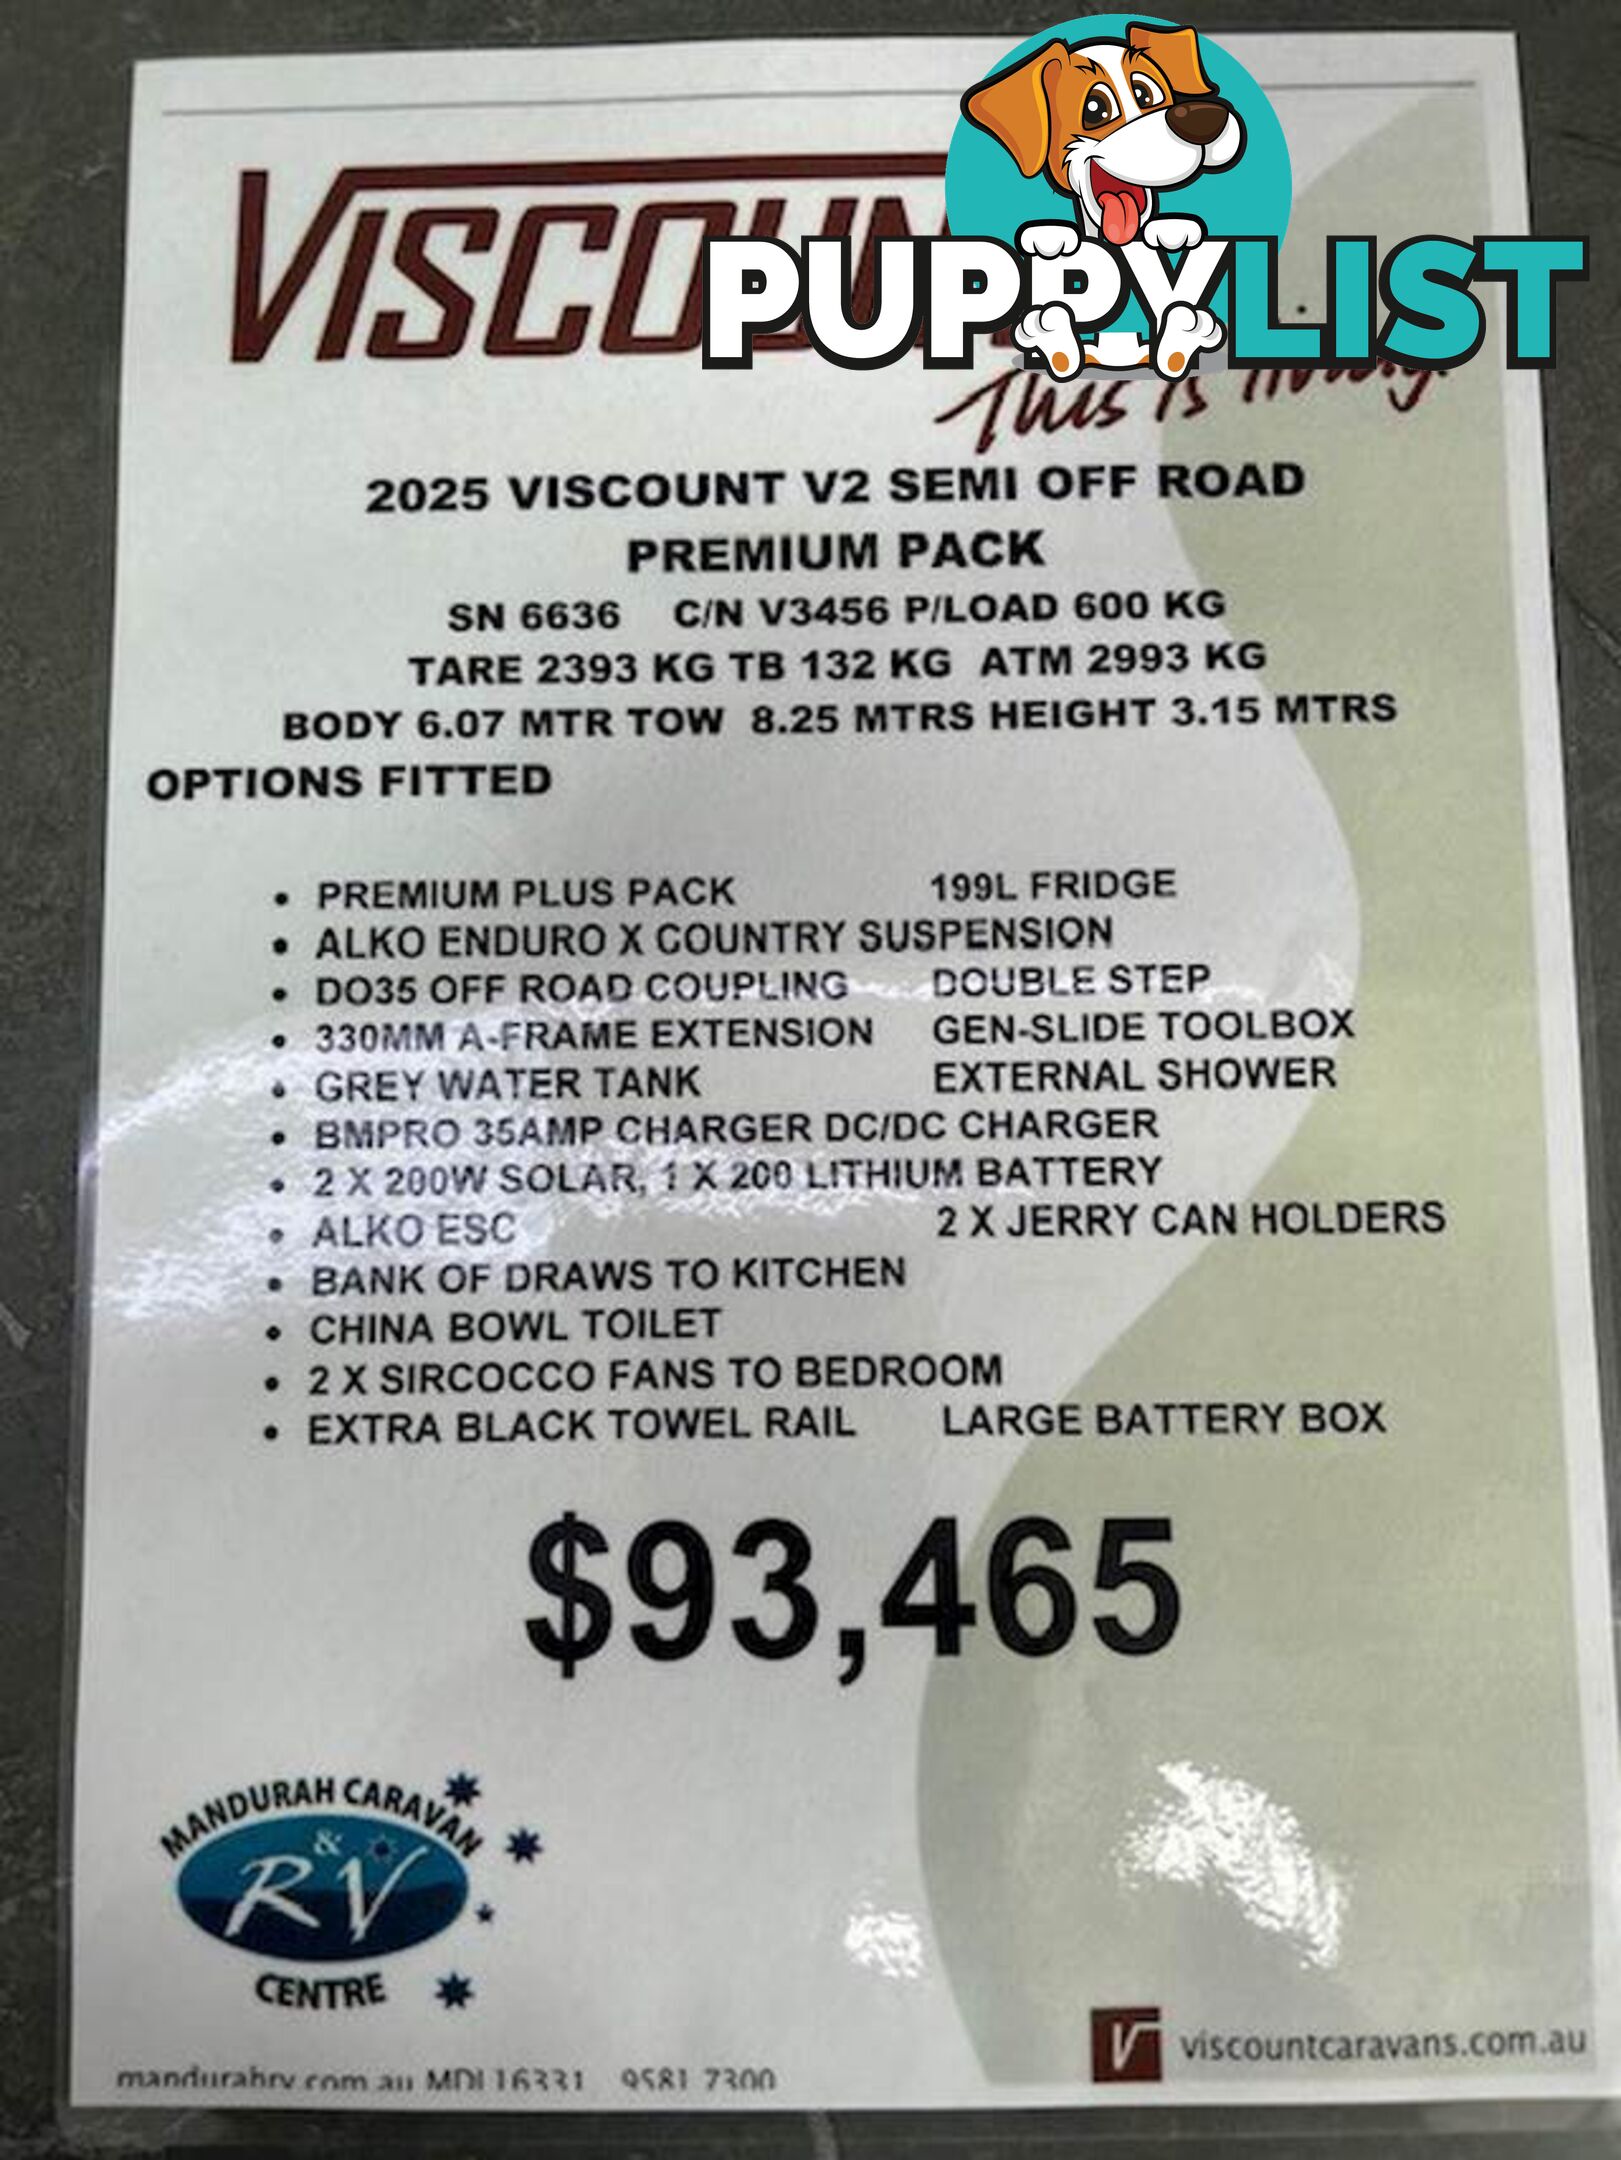 PUPPYLIST
This is
2025 VISCOUNT V2 SEMI OFF ROAD
PREMIUM PACK
SN 6636 C/N V3456 P/LOAD 600 KG
TARE 2393 KG TB 132 KG ATM 2993 KG
BODY 6.07 MTR TOW 8.25 MTRS HEIGHT 3.15 MTRS
OPTIONS FITTED
• PREMIUM PLUS PACK 199L FRIDGE
• ALKO ENDURO X COUNTRY SUSPENSION
• DO35 OFF ROAD COUPLING DOUBLE STEP
• 330MM A-FRAME EXTENSION GEN-SLIDE TOOLBOX
• GREY WATER TANK EXTERNAL SHOWER
• BMPRO 35AMP CHARGER DC/DC CHARGER
• 2 X 200W SOLAR, 1 X 200 LITHIUM BATTERY
• ALKO ESC 2 X JERRY CAN HOLDERS
• BANK OF DRAWS TO KITCHEN
• CHINA BOWL TOILET
• 2 X SIRCOCCO FANS TO BEDROOM
• EXTRA BLACK TOWEL RAIL LARGE BATTERY BOX
$93,465
MANDURAH CARAVAN
& RV
CENTRE
V viscountcaravans.com.au
mandurahrv.com.au MDL16331 9581 7300